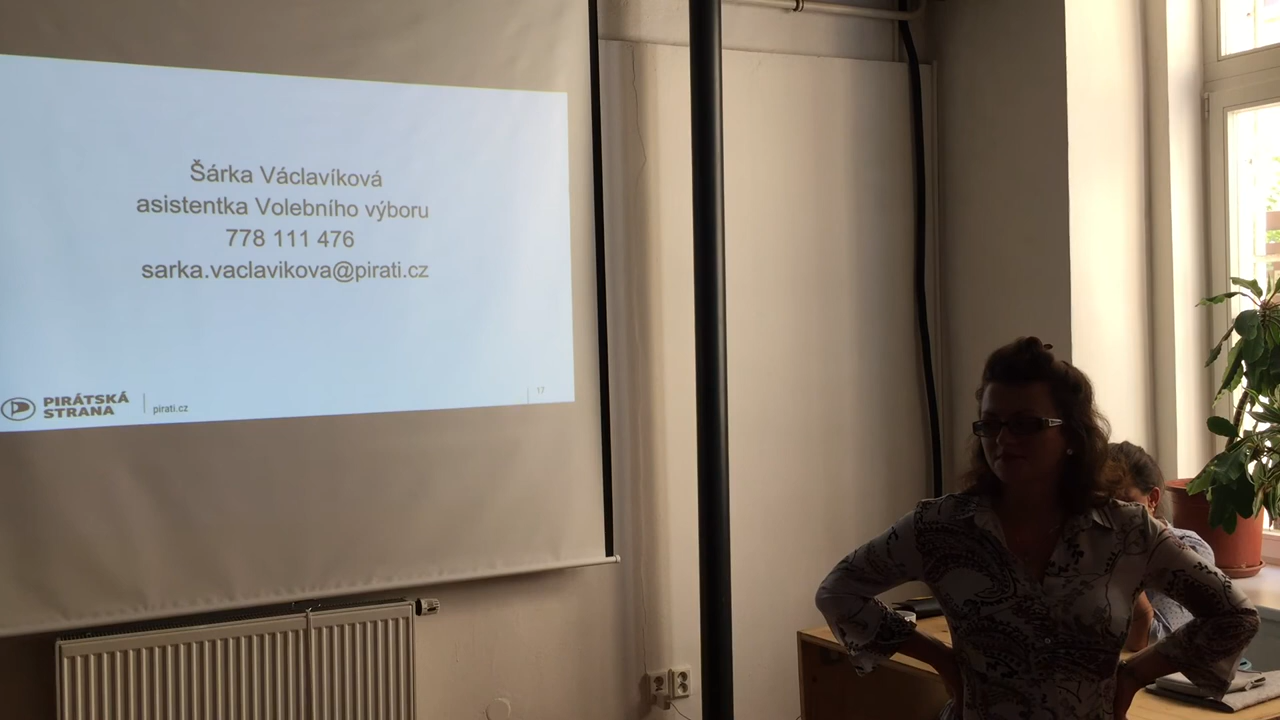 Šárka Václavíková
asistentka Volebního výboru
778 111 476
sarka.vaclavikova@pirati.cz
PIRÁTSKÁ
STRANA
pirati.cz
17